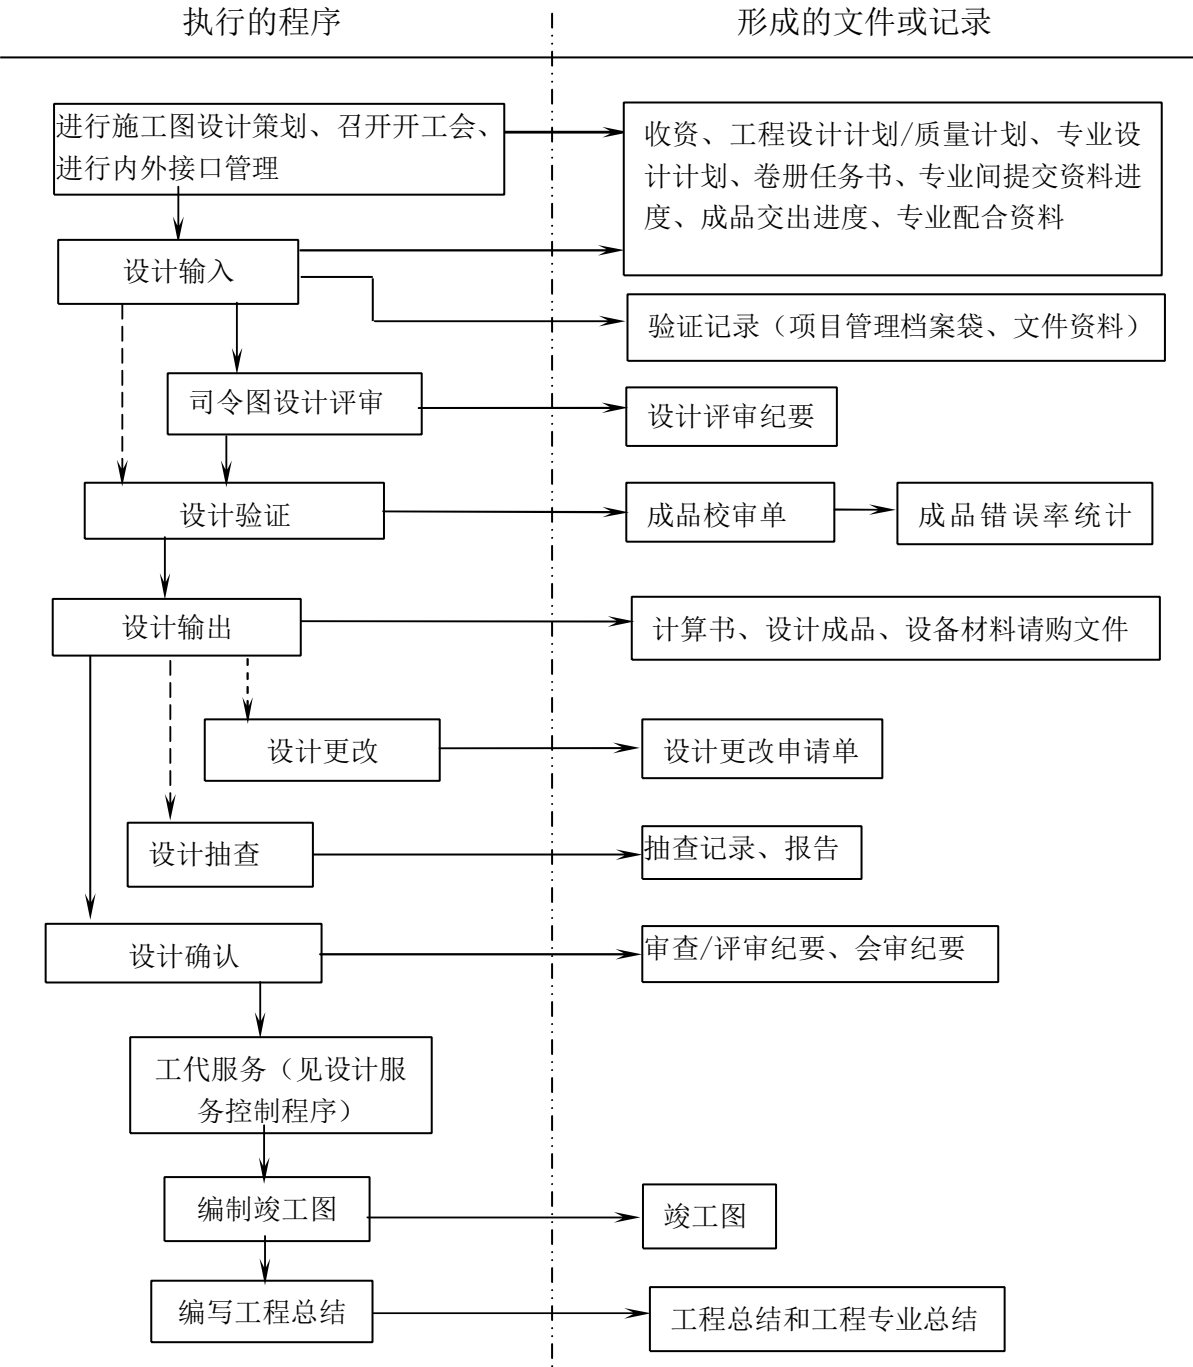 执行的程序
形成的文件或记录
进行施工图设计策划、召开开工会、
进行内外接口管理
收资、工程设计计划/质量计划、专业设
计计划、卷册任务书、专业间提交资料进
度、成品交出进度、专业配合资料
设计输入
验证记录（项目管理档案袋、文件资料）
司令图设计评审
设计评审纪要
设计验证
成品校审单
成品错误率统计
设计输出
计算书、设计成品、设备材料请购文件
设计更改
设计更改申请单
设计抽查
抽查记录、报告
设计确认
审查/评审纪要、会审纪要
工代服务（见设计服
务控制程序）
编制竣工图
竣工图
编写工程总结
工程总结和工程专业总结